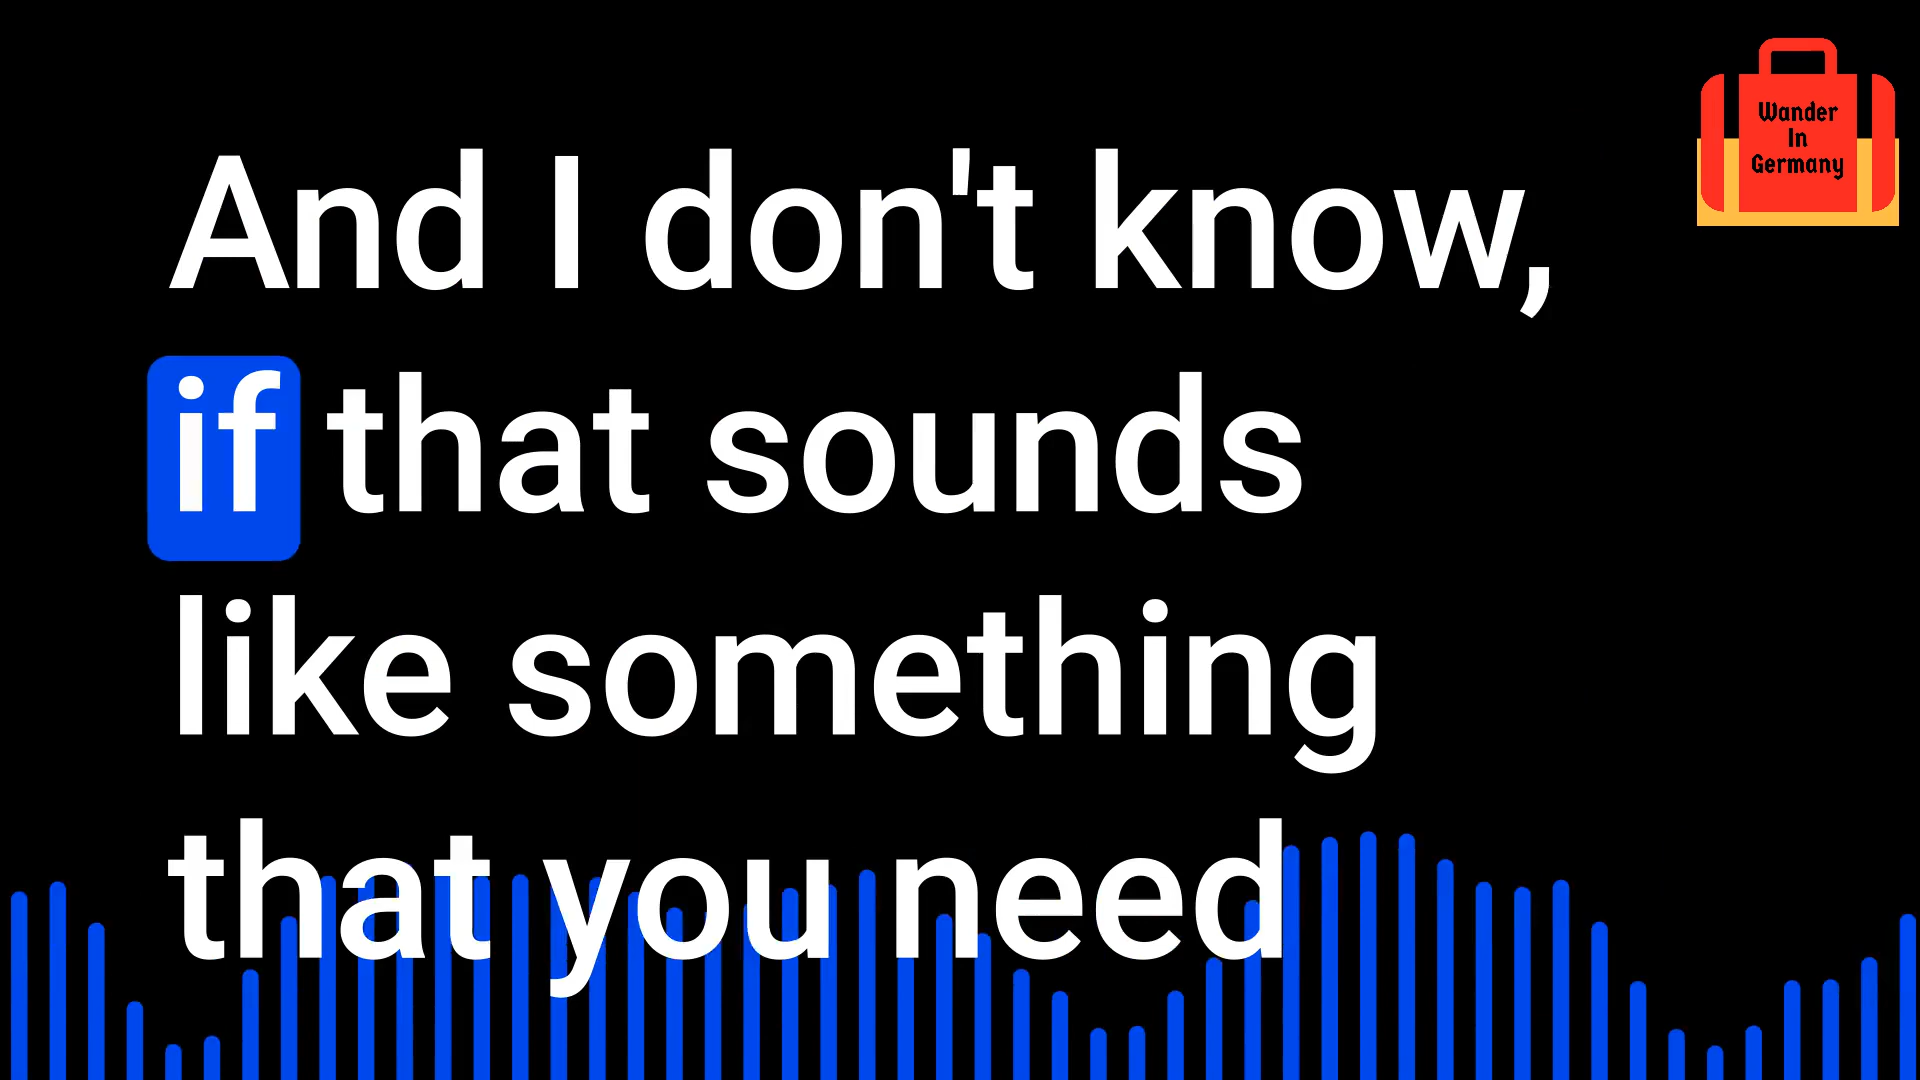 And I don't know,
if that sounds
like something
that you need
Wander
In
Germany